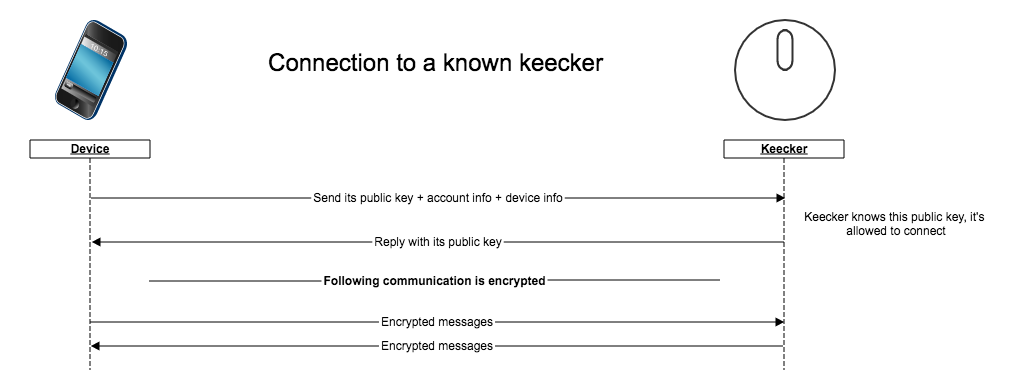 10:15
Connection to a known keecker
Device
Keecker
Send its public key + account info + device info
Keecker knows this public key, it's
allowed to connect
Reply with its public key
Following communication is encrypted
Encrypted messages
Encrypted messages